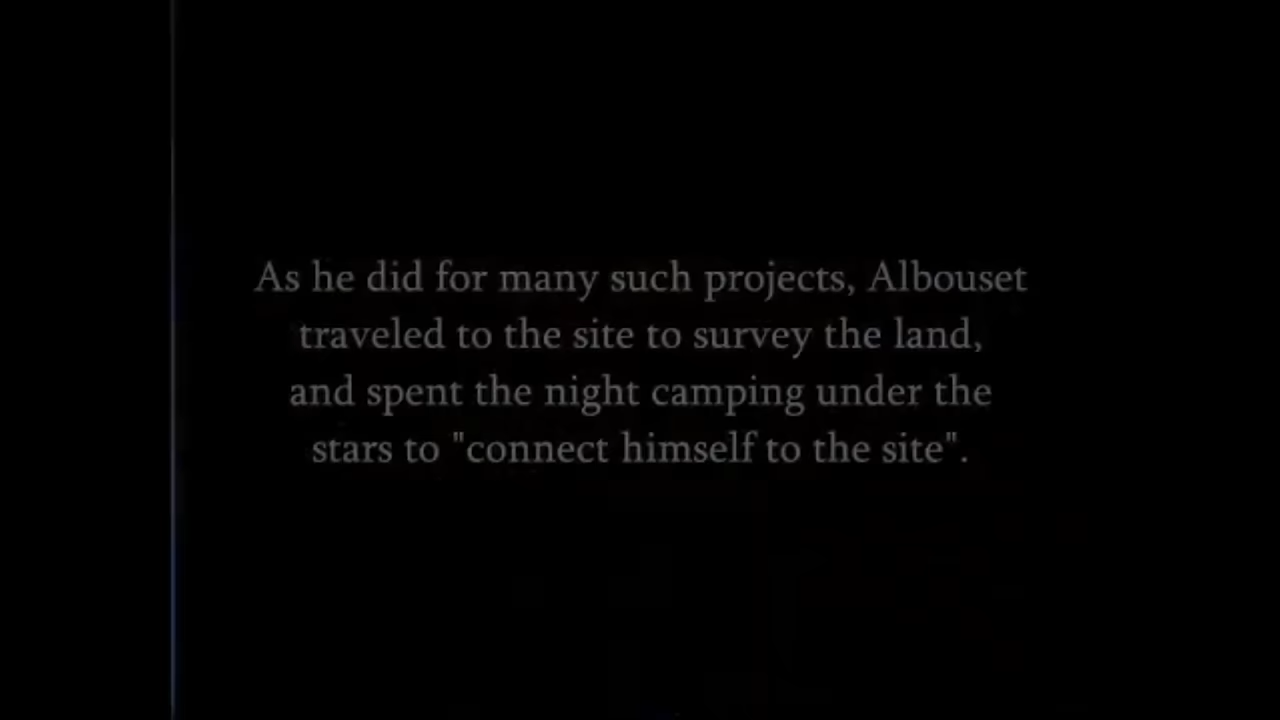 As he did for many such projects, Albouset
traveled to the site to survey the land,
and spent the night camping under the
stars to "connect himself to the site".